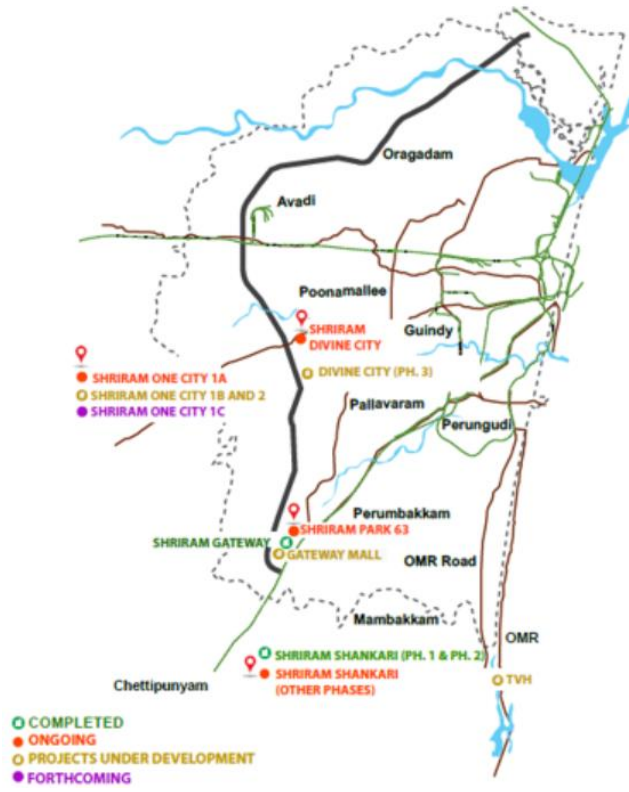 Oragadam
Avadi
Poonamallee
SHRIRAM
DIVINE CITY
Guindy
SHRIRAM ONE CITY 1A
SHRIRAM ONE CITY 1B AND 2
SHRIRAM ONE CITY 1C
DIVINE CITY (PH. 3)
Pallavaram
Perungudi
Perumbakkam
SHRIRAM PARK 63
SHRIRAM GATEWAY
GATEWAY MALL
OMR Road
Mambakkam
OMR
SHRIRAM SHANKARI (PH. 1 & PH. 2)
SHRIRAM SHANKARI
(OTHER PHASES)
TVH
Chettipunyam
COMPLETED
ONGOING
PROJECTS UNDER DEVELOPMENT
FORTHCOMING